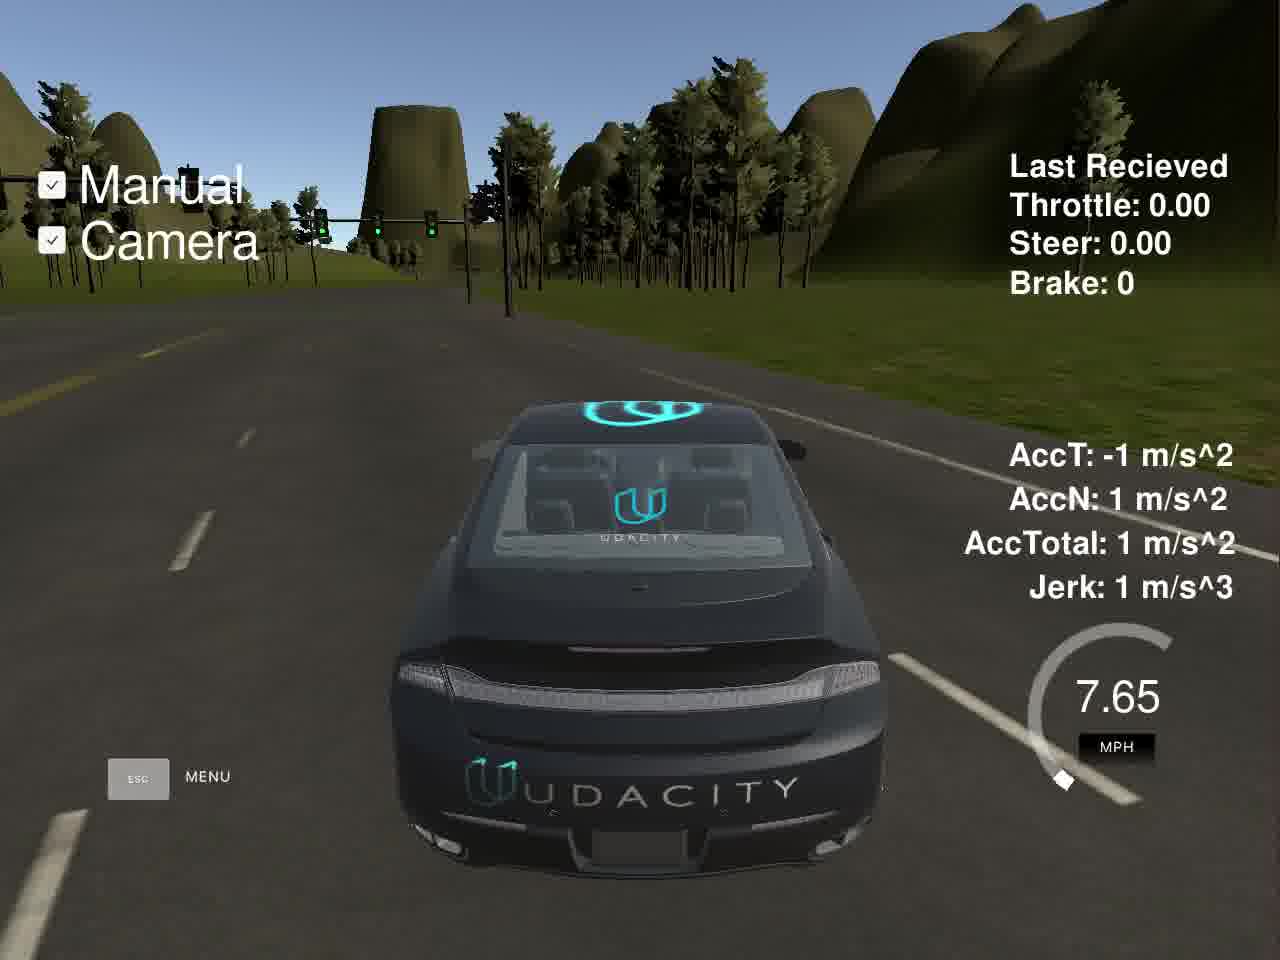 Manual
Camera
Last Recieved
Throttle: 0.00
Steer: 0.00
Brake: 0
AccT: -1 m/s^2
AccN: 1 m/s^2
AccTotal: 1 m/s^2
Jerk: 1 m/s^3
UDACITY
7.65
MPH
ESC MENU
UDACITY